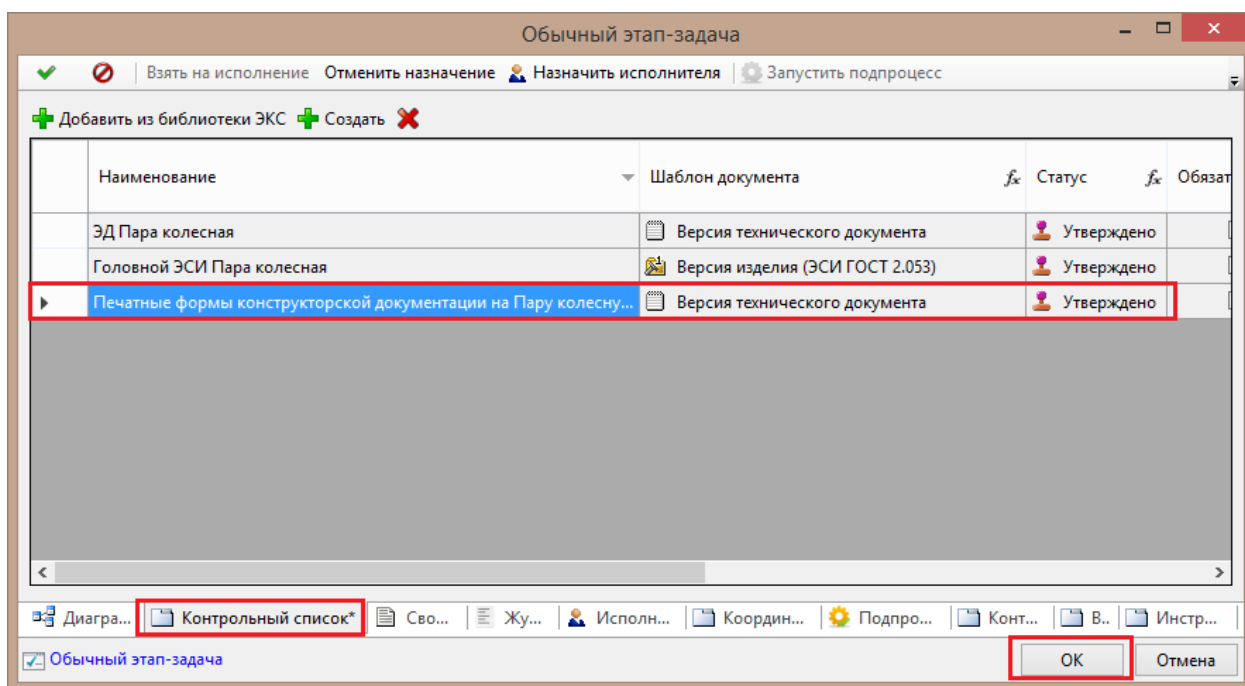 Обычный этап-задача
Взять на исполнение Отменить назначение Назначить исполнителя Запустить подпроцесс
Добавить из библиотеки ЭКС Создать
Наименование Шаблон документа fx Статус fx Обязат
ЭД Пара колесная Версия технического документа Утверждено
Головной ЭСИ Пара колесная Версия изделия (ЭСИ ГОСТ 2.053) Утверждено
Печатные формы конструкторской документации на Пару колесну... Версия технического документа Утверждено
Диагра... Контрольный список* Сво... Жу... Исполн... Координ... Подпро... Конт... В.. Инстр...
Обычный этап-задача ОК Отмена